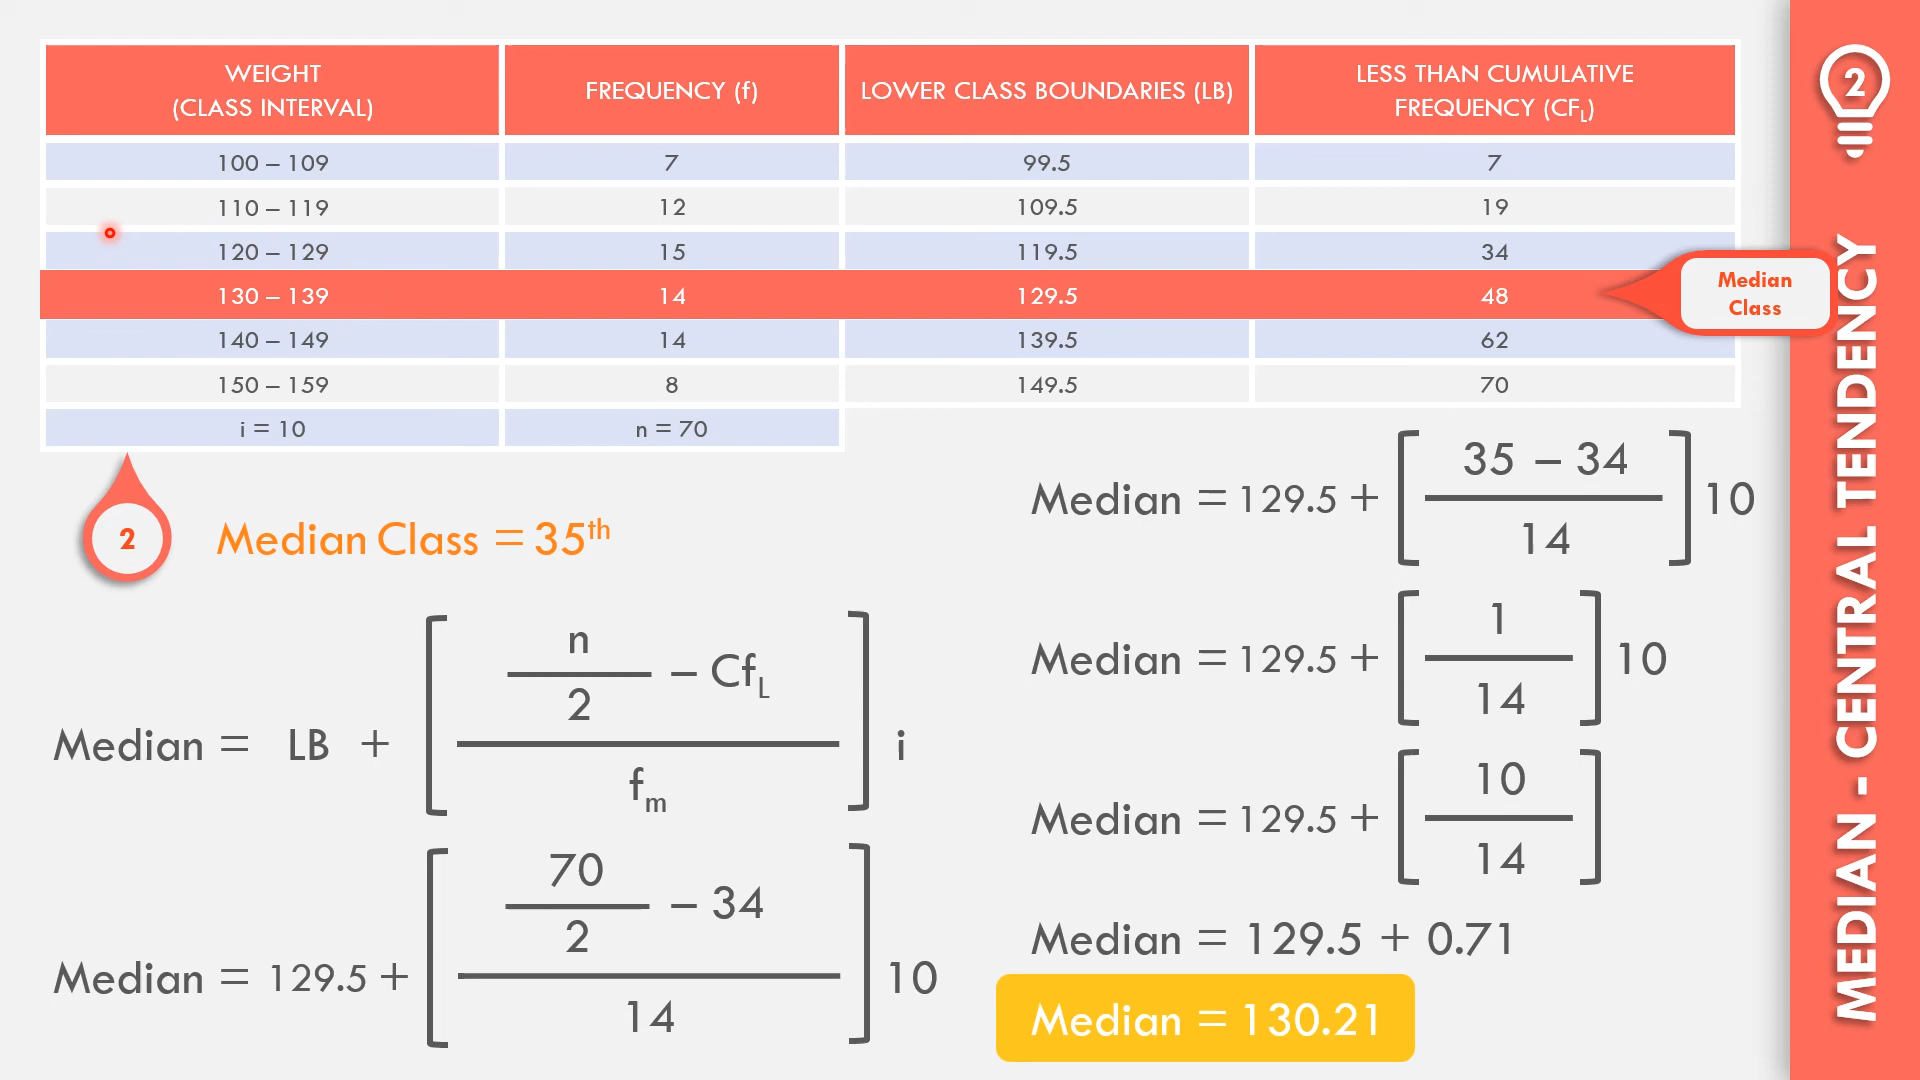 WEIGHT
(CLASS INTERVAL)
FREQUENCY (f)
LOWER CLASS BOUNDARIES (LB)
LESS THAN CUMULATIVE
FREQUENCY (CF_L)
100 – 109 7 99.5 7
110 – 119 12 109.5 19
120 – 129 15 119.5 34
130 – 139 14 129.5 48
140 – 149 14 139.5 62
150 – 159 8 149.5 70
i = 10 n = 70
Median
Class
2
Median Class = 35th
n
– Cf_L
2
Median = LB + i
f_m
70
– 34
2
Median = 129.5 + 10
14
35 – 34
Median = 129.5 + 10
14
1
Median = 129.5 + 10
14
10
Median = 129.5 +
14
Median = 129.5 + 0.71
Median = 130.21
2
MEDIAN - CENTRAL TENDENCY